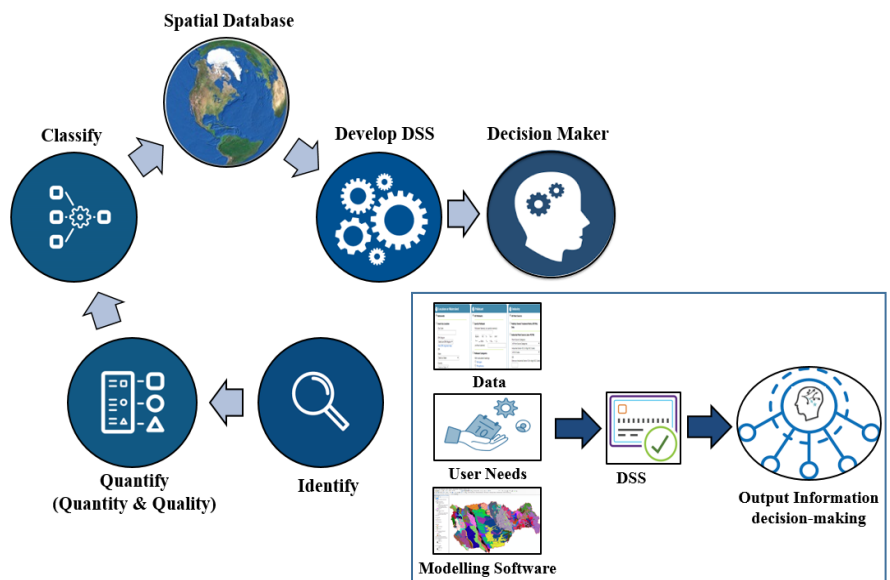 Spatial Database
Classify
Develop DSS
Decision Maker
Quantify
(Quantity & Quality)
Identify
Data
User Needs
Modelling Software
DSS
Output Information
decision-making